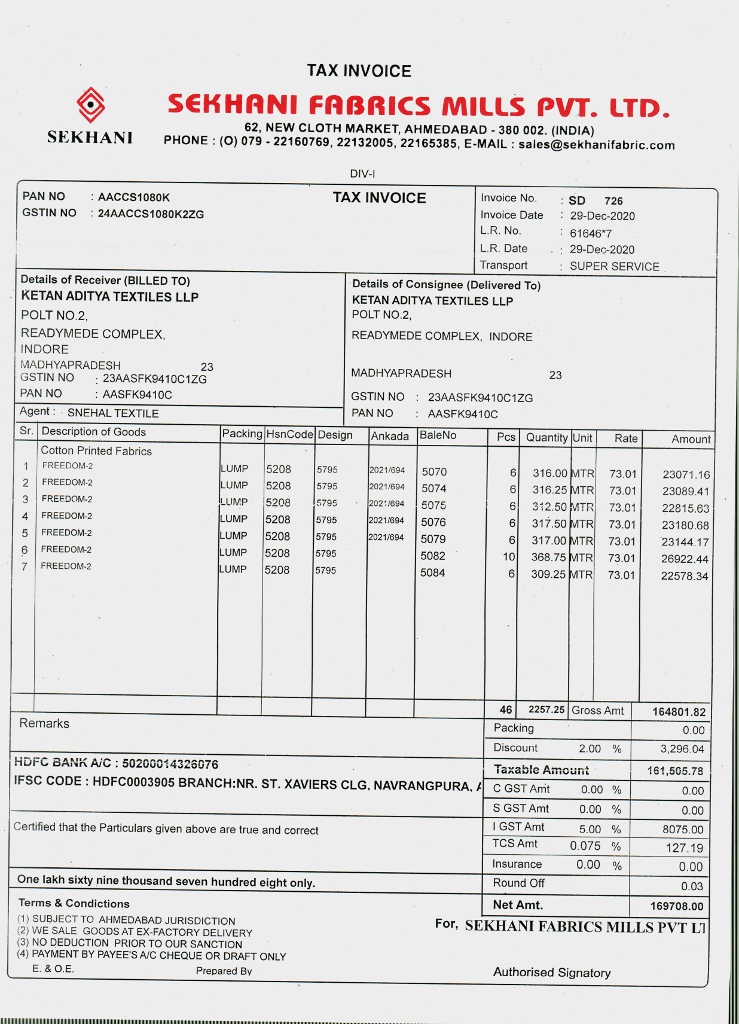 TAX INVOICE
SEKHANI
SEKHANI FABRICS MILLS PVT. LTD.
62, NEW CLOTH MARKET, AHMEDABAD - 380 002. (INDIA)
PHONE : (O) 079 - 22160769, 22132005, 22165385, E-MAIL : sales@sekhanifabric.com
DIV-I
PAN NO : AACCS1080K
GSTIN NO : 24AACCS1080K2ZG
TAX INVOICE
Invoice No. : SD 726
Invoice Date : 29-Dec-2020
L.R. No. : 61646*7
L.R. Date : 29-Dec-2020
Transport : SUPER SERVICE
Details of Receiver (BILLED TO)
KETAN ADITYA TEXTILES LLP
POLT NO.2,
READYMEDE COMPLEX,
INDORE
MADHYAPRADESH 23
GSTIN NO : 23AASFK9410C1ZG
PAN NO : AASFK9410C
Agent : SNEHAL TEXTILE
Details of Consignee (Delivered To)
KETAN ADITYA TEXTILES LLP
POLT NO.2,
READYMEDE COMPLEX, INDORE
MADHYAPRADESH 23
GSTIN NO : 23AASFK9410C1ZG
PAN NO : AASFK9410C
Sr. Description of Goods Packing HsnCode Design Ankada BaleNo Pcs Quantity Unit Rate Amount
Cotton Printed Fabrics
1 FREEDOM-2 LUMP 5208 5795 2021/694 5070 6 316.00 MTR 73.01 23071.16
2 FREEDOM-2 LUMP 5208 5795 2021/694 5074 6 316.25 MTR 73.01 23089.41
3 FREEDOM-2 LUMP 5208 5795 2021/694 5075 6 312.50 MTR 73.01 22815.63
4 FREEDOM-2 LUMP 5208 5795 2021/694 5076 6 317.50 MTR 73.01 23180.68
5 FREEDOM-2 LUMP 5208 5795 2021/694 5079 6 317.00 MTR 73.01 23144.17
6 FREEDOM-2 LUMP 5208 5795 5082 10 368.75 MTR 73.01 26922.44
7 FREEDOM-2 LUMP 5208 5795 5084 6 309.25 MTR 73.01 22578.34
46 2257.25 Gross Amt 164801.82
Remarks
Packing 0.00
Discount 2.00 % 3,296.04
HDFC BANK A/C : 50200014326076
IFSC CODE : HDFC0003905 BRANCH:NR. ST. XAVIERS CLG, NAVRANGPURA, A
Taxable Amount 161,505.78
C GST Amt 0.00 % 0.00
S GST Amt 0.00 % 0.00
Certified that the Particulars given above are true and correct
I GST Amt 5.00 % 8075.00
TCS Amt 0.075 % 127.19
Insurance 0.00 % 0.00
One lakh sixty nine thousand seven hundred eight only.
Round Off 0.03
Net Amt. 169708.00
Terms & Condidtions
(1) SUBJECT TO AHMEDABAD JURISDICTION
(2) WE SALE GOODS AT EX-FACTORY DELIVERY
(3) NO DEDUCTION PRIOR TO OUR SANCTION
(4) PAYMENT BY PAYEE'S A/C CHEQUE OR DRAFT ONLY
E. & O.E. Prepared By
For, SEKHANI FABRICS MILLS PVT LT
Authorised Signatory